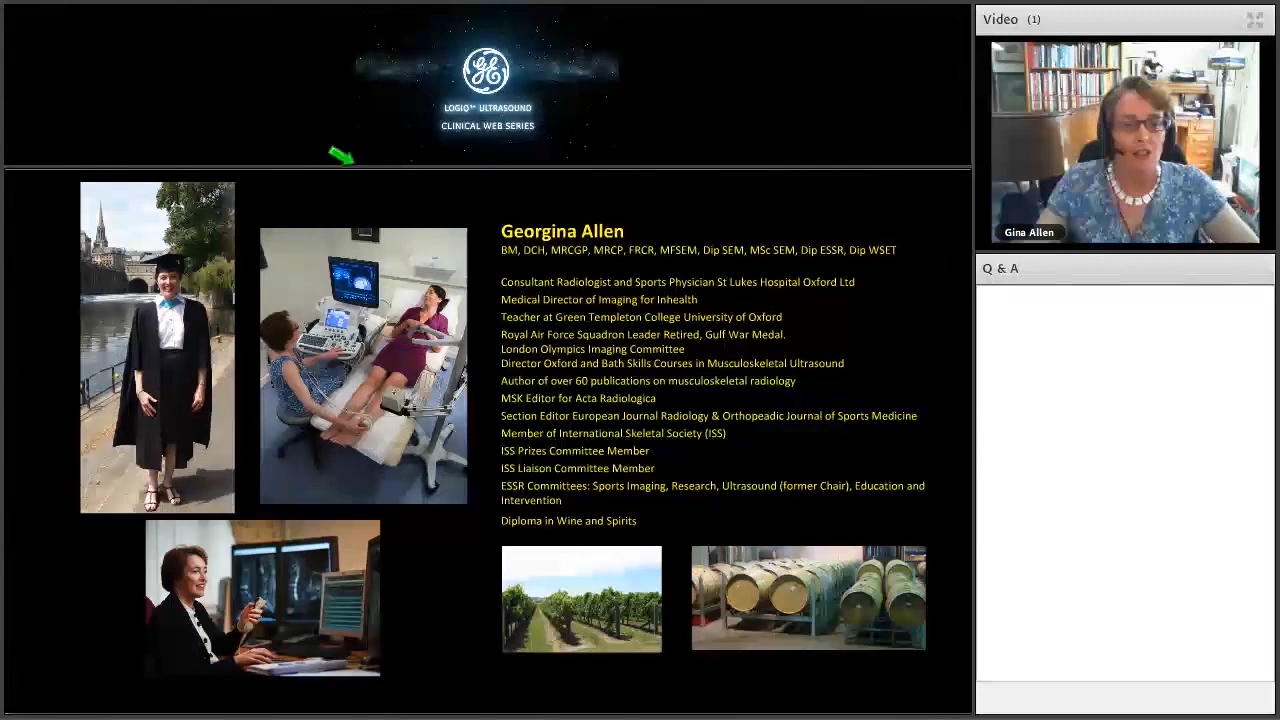 LOGIQ™ ULTRASOUND
CLINICAL WEB SERIES
Georgina Allen
BM, DCH, MRCGP, MRCP, FRCR, MFSEM, Dip SEM, MSc SEM, Dip ESSR, Dip WSET
Consultant Radiologist and Sports Physician St Lukes Hospital Oxford Ltd
Medical Director of Imaging for Inhealth
Teacher at Green Templeton College University of Oxford
Royal Air Force Squadron Leader Retired, Gulf War Medal.
London Olympics Imaging Committee
Director Oxford and Bath Skills Courses in Musculoskeletal Ultrasound
Author of over 60 publications on musculoskeletal radiology
MSK Editor for Acta Radiologica
Section Editor European Journal Radiology & Orthopeadic Journal of Sports Medicine
Member of International Skeletal Society (ISS)
ISS Prizes Committee Member
ISS Liaison Committee Member
ESSR Committees: Sports Imaging, Research, Ultrasound (former Chair), Education and
Intervention
Diploma in Wine and Spirits
Video (1)
Gina Allen
Q & A